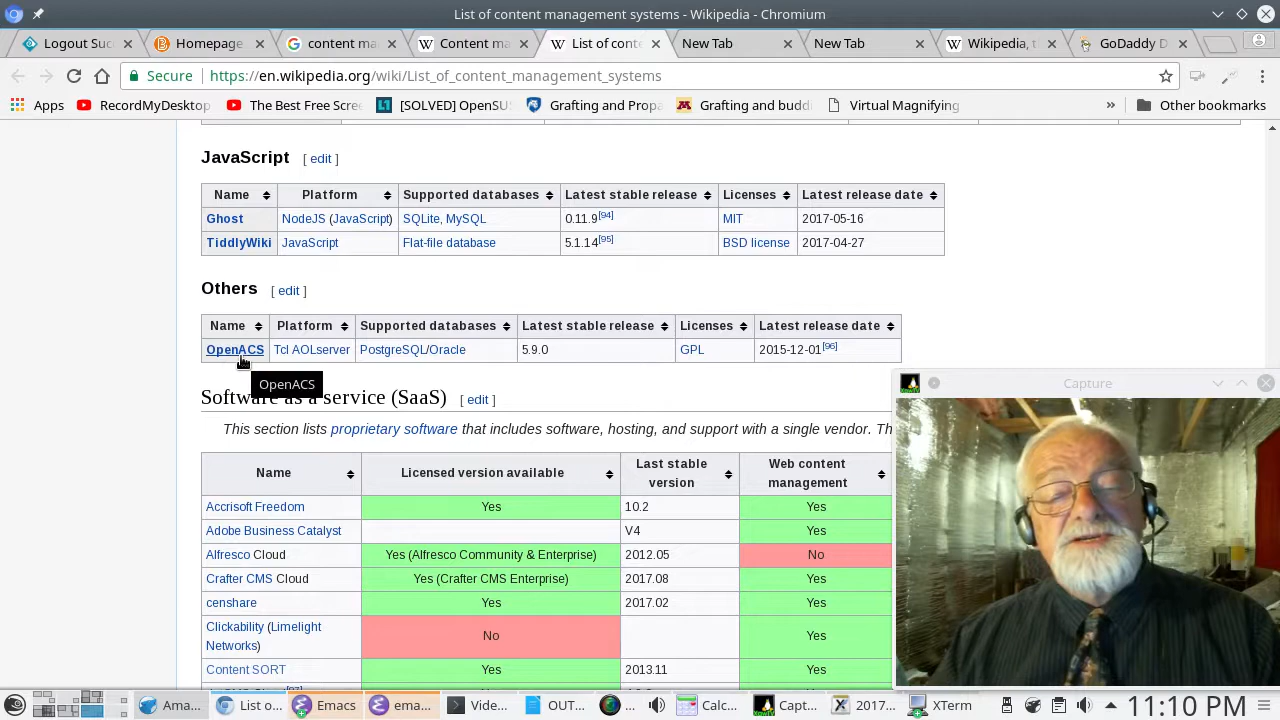 List of content management systems - Wikipedia - Chromium
Logout Suc
Homepage
content ma
Content m
List of conte
New Tab
New Tab
Wikipedia, t
GoDaddy D
Secure https://en.wikipedia.org/wiki/List_of_content_management_systems
Apps RecordMyDesktop The Best Free Scre [SOLVED] OpenSUS Grafting and Propa Grafting and buddi Virtual Magnifying » Other bookmarks
JavaScript [ edit ]
Name Platform Supported databases Latest stable release Licenses Latest release date
Ghost NodeJS (JavaScript) SQLite, MySQL 0.11.9[94] MIT 2017-05-16
TiddlyWiki JavaScript Flat-file database 5.1.14[95] BSD license 2017-04-27
Others [ edit ]
Name Platform Supported databases Latest stable release Licenses Latest release date
OpenACS Tcl AOLserver PostgreSQL/Oracle 5.9.0 GPL 2015-12-01[96]
OpenACS
Capture
Software as a service (SaaS) [ edit ]
This section lists proprietary software that includes software, hosting, and support with a single vendor. Th
Name Licensed version available Last stable version Web content management
Accrisoft Freedom Yes 10.2 Yes
Adobe Business Catalyst V4 Yes
Alfresco Cloud Yes (Alfresco Community & Enterprise) 2012.05 No
Crafter CMS Cloud Yes (Crafter CMS Enterprise) 2017.08 Yes
censhare Yes 2017.02 Yes
Clickability (Limelight
Networks) No Yes
Content SORT Yes 2013.11 Yes
Ama...
List o...
Emacs
ema...
Vide...
OUT...
...
Calc...
Capt...
2017...
XTerm
11:10 PM